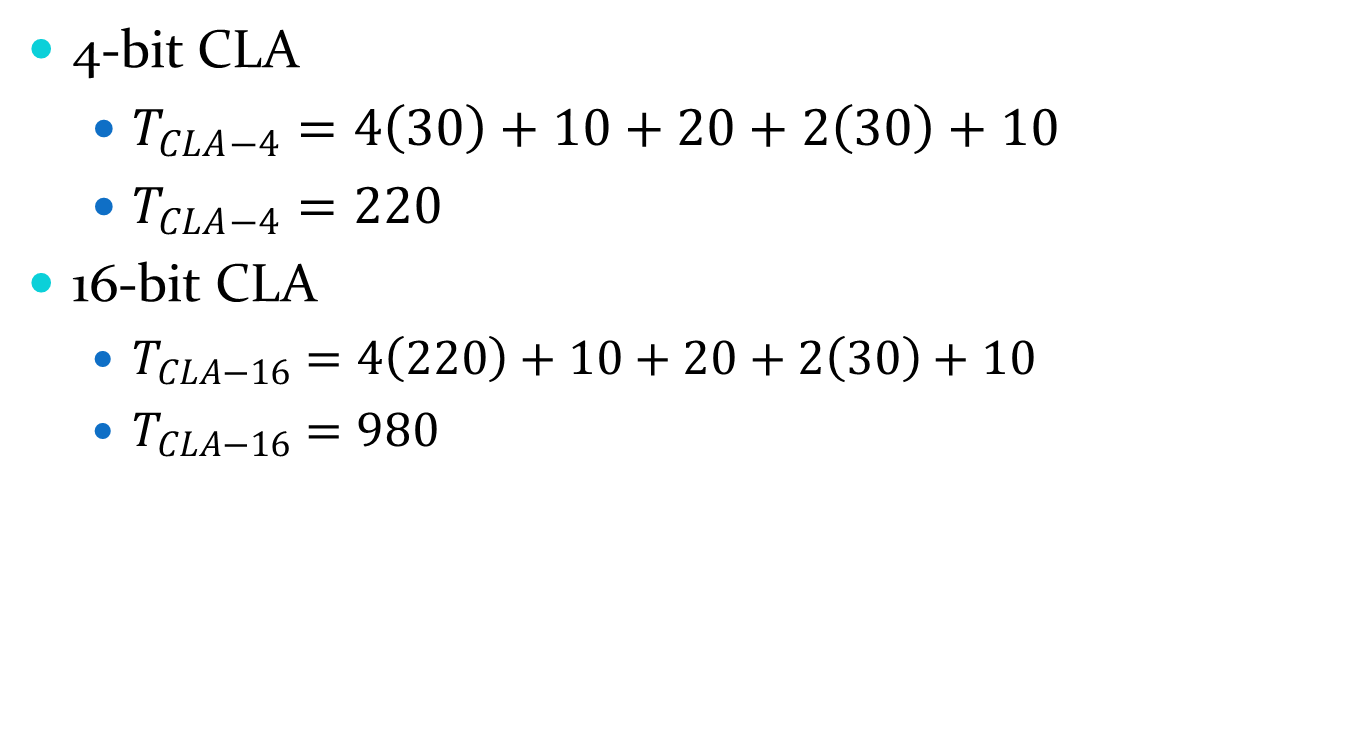 • 4-bit CLA
• T_{CLA−4} = 4(30) + 10 + 20 + 2(30) + 10
• T_{CLA−4} = 220
• 16-bit CLA
• T_{CLA−16} = 4(220) + 10 + 20 + 2(30) + 10
• T_{CLA−16} = 980